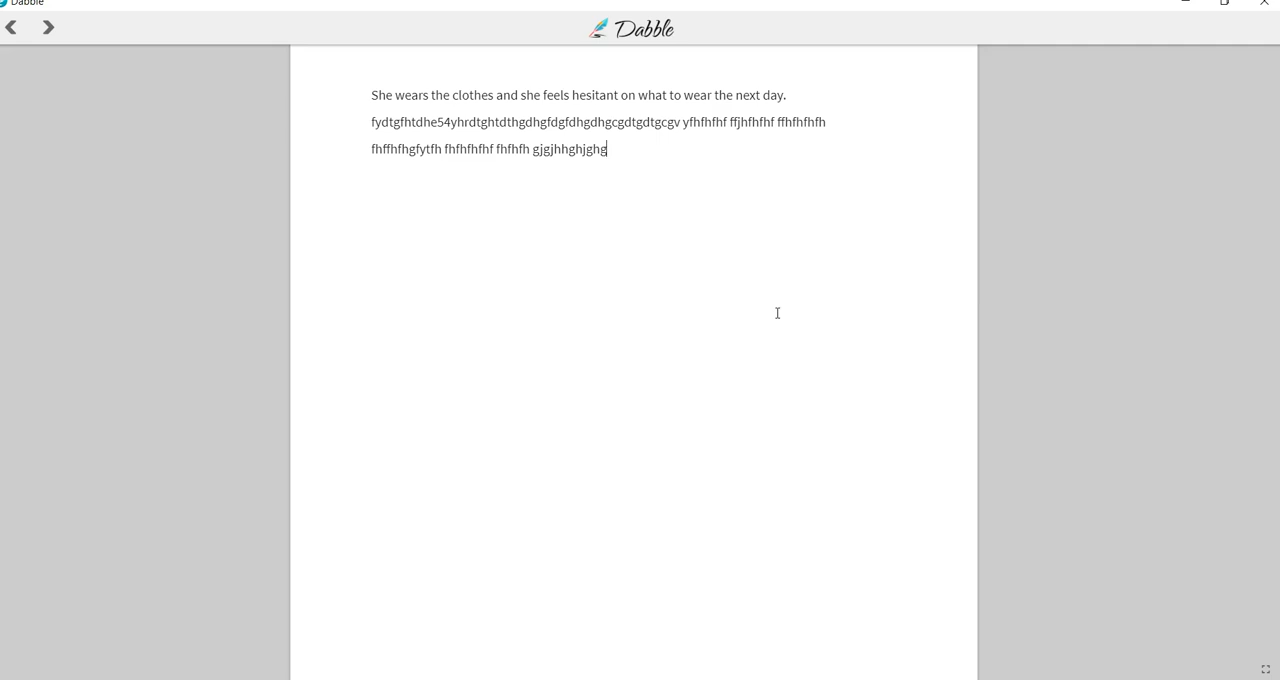 Dabble
Dabble
She wears the clothes and she feels hesitant on what to wear the next day.
fydtgfhtdhe54yhrdtghtdthgdhgfdgfdhgdhgcgdtgdtgcgv yfhfhfhf ffjhfhfhf ffhfhfhfh
fhffhfhgfytfh fhfhfhfhf fhfhfh gjgjhhghjghg